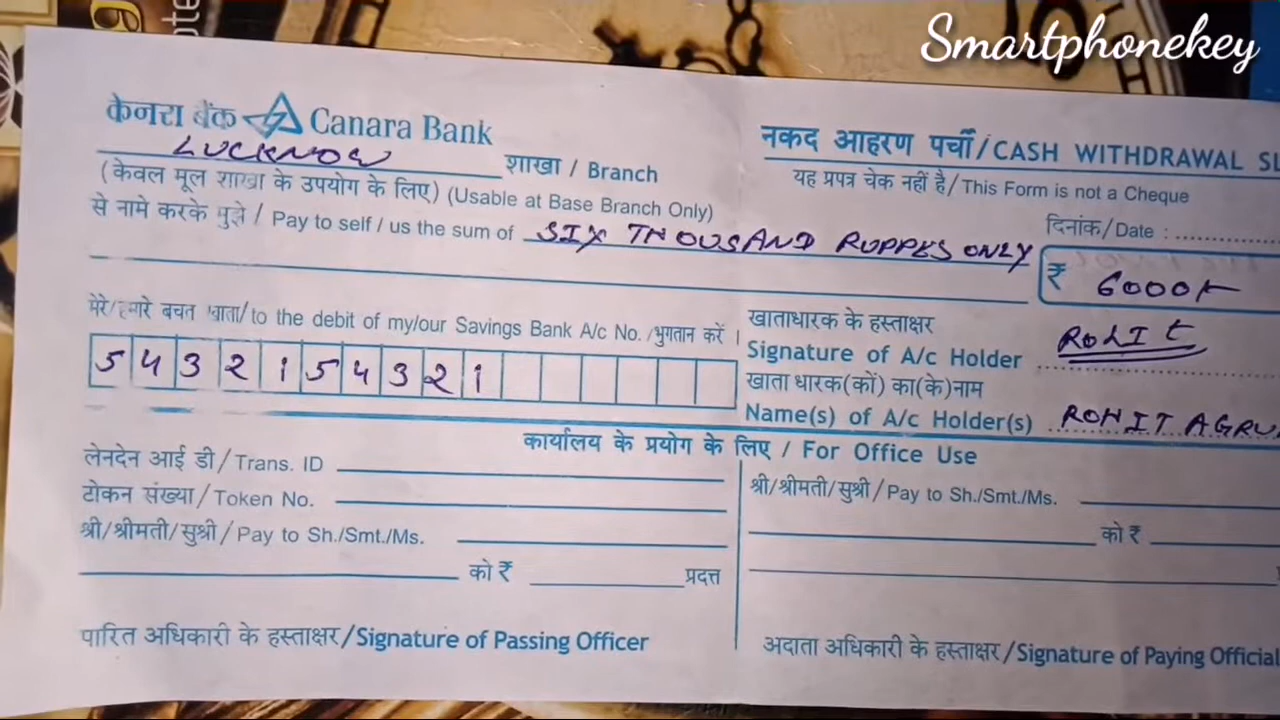 Smartphonekey
केनरा बैंक Canara Bank
LUCKNOW शाखा / Branch
(केवल मूल शाखा के उपयोग के लिए) (Usable at Base Branch Only)
नकद आहरण पर्ची/CASH WITHDRAWAL
यह प्रपत्र चेक नहीं है/This Form is not a Cheque
दिनांक/Date :
से नामे करके मुझे / Pay to self / us the sum of SIX THOUSAND RUPPES ONLY
₹ 6000/-
मेरे/हमारे बचत खाता/to the debit of my/our Savings Bank A/c No./भुगतान करें ।
5 4 3 2 1 5 4 3 2 1
खाताधारक के हस्ताक्षर
Signature of A/c Holder ROHIt
खाता धारक(कों) का(के)नाम
Name(s) of A/c Holder(s) ROHIT
कार्यालय के प्रयोग के लिए / For Office Use
लेनदेन आई डी/Trans. ID
टोकन संख्या/Token No.
श्री/श्रीमती/सुश्री/Pay to Sh./Smt./Ms.
को ₹ प्रदत्त
पारित अधिकारी के हस्ताक्षर/Signature of Passing Officer
श्री/श्रीमती/सुश्री/Pay to Sh./Smt./Ms.
को ₹
अदाता अधिकारी के हस्ताक्षर/Signature of Paying Official